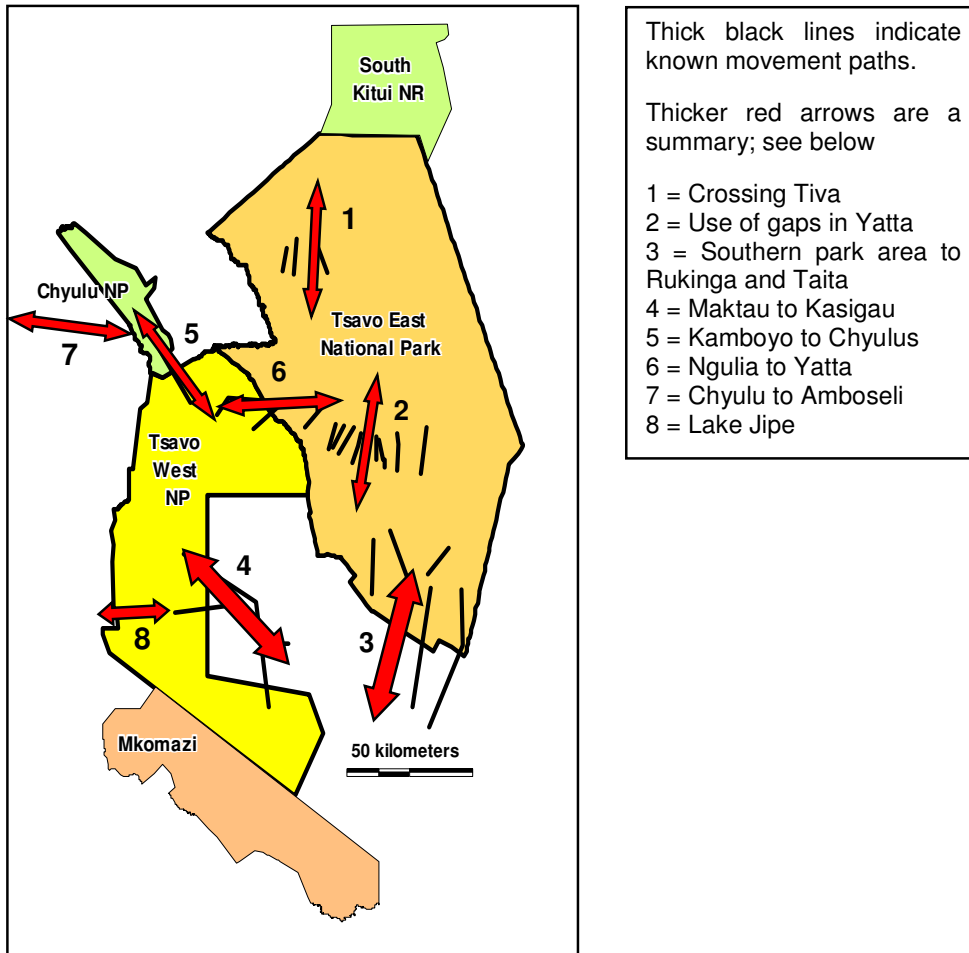 South
Kitui NR
1
Chyulu NP
5
7
Tsavo East
National Park
6
2
Tsavo
West
NP
4
8
3
Mkomazi
50 kilometers
Thick black lines indicate
known movement paths.
Thicker red arrows are a
summary; see below
1 = Crossing Tiva
2 = Use of gaps in Yatta
3 = Southern park area to
Rukinga and Taita
4 = Maktau to Kasigau
5 = Kamboyo to Chyulus
6 = Ngulia to Yatta
7 = Chyulu to Amboseli
8 = Lake Jipe